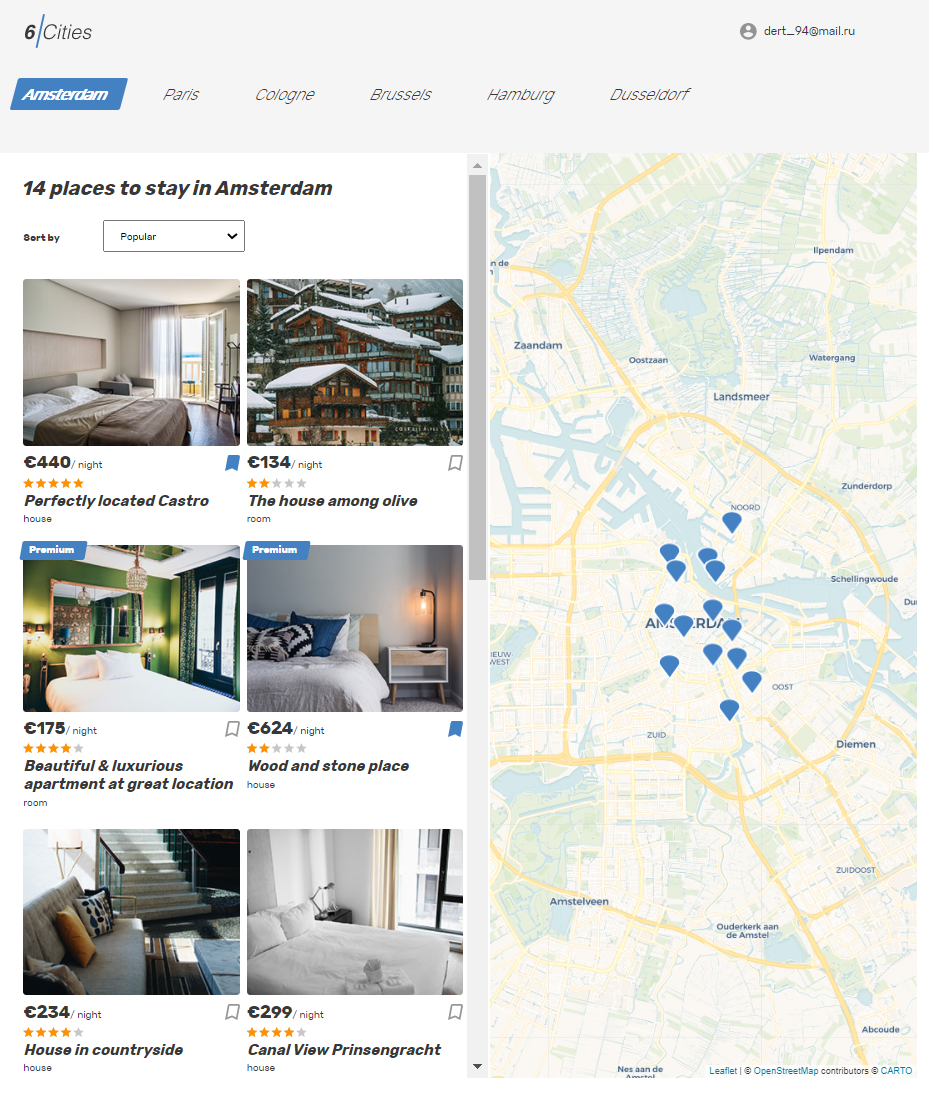 6 Cities
dert_94@mail.ru
Amsterdam Paris Cologne Brussels Hamburg Dusseldorf
14 places to stay in Amsterdam
Sort by Popular
€440/ night
Perfectly located Castro
house
€134/ night
The house among olive
room
Premium
€175/ night
Beautiful & luxurious
apartment at great location
room
Premium
€624/ night
Wood and stone place
house
€234/ night
House in countryside
house
€299/ night
Canal View Prinsengracht
house
Ilpendam
Zaandam
Oostzaan
Watergang
Landsmeer
Zunderdorp
NOORD
Schellingwoude
OOST
ZUID
Diemen
ZUIDOOST
Amstelveen
Ouderkerk aan
de Amstel
Abcoude
Nes aan de
Leaflet | © OpenStreetMap contributors © CARTO